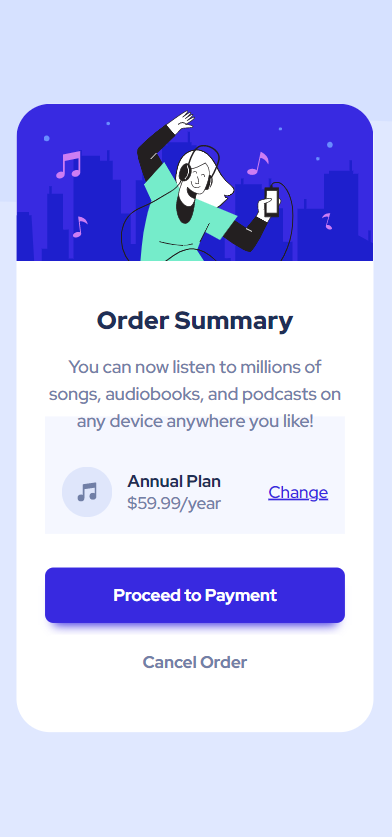 Order Summary
You can now listen to millions of
songs, audiobooks, and podcasts on
any device anywhere you like!
Annual Plan
$59.99/year
Change
Proceed to Payment
Cancel Order